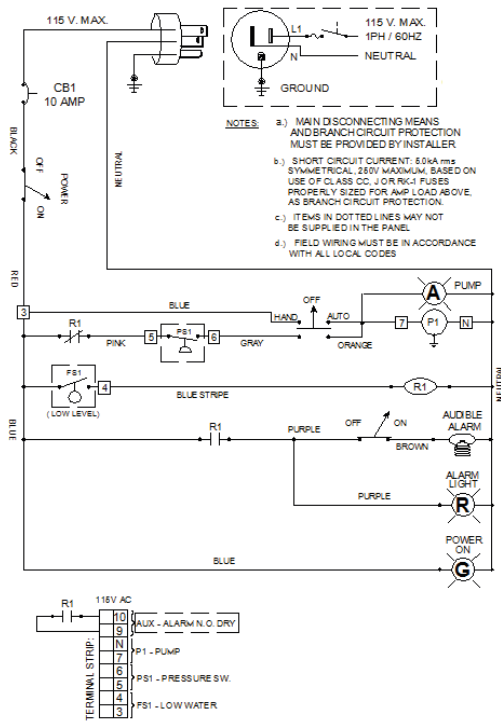 115 V. MAX.
L1
115 V. MAX.
1PH / 60HZ
N
NEUTRAL
GROUND
CB1
10 AMP
NOTES:
a.) MAIN DISCONNECTING MEANS
AND BRANCH CIRCUIT PROTECTION
MUST BE PROVIDED BY INSTALLER
b.) SHORT CIRCUIT CURRENT: 5.0kA rms
SYMMETRICAL, 250V MAXIMUM, BASED ON
USE OF CLASS CC, J OR RK-1 FUSES
PROPERLY SIZED FOR AMP LOAD ABOVE,
AS BRANCH CIRCUIT PROTECTION.
c.) ITEMS IN DOTTED LINES MAY NOT
BE SUPPLIED IN THE PANEL
d.) FIELD WIRING MUST BE IN ACCORDANCE
WITH ALL LOCAL CODES
BLACK
OFF
POWER
ON
NEUTRAL
RED
A
PUMP
3
BLUE
OFF
HAND
AUTO
7
P1
N
R1
PINK
5
PS1
6
GRAY
ORANGE
FS1
4
(LOW LEVEL)
BLUE STRIPE
R1
NEUTRAL
BLUE
R1
PURPLE
OFF
ON
BROWN
AUDIBLE
ALARM
ALARM
LIGHT
PURPLE
R
POWER
ON
BLUE
G
R1
115V AC
TERMINAL STRIP:
10
9
AUX - ALARM N.O. DRY
N
7
P1 - PUMP
6
5
PS1 - PRESSURE SW.
4
3
FS1 - LOW WATER